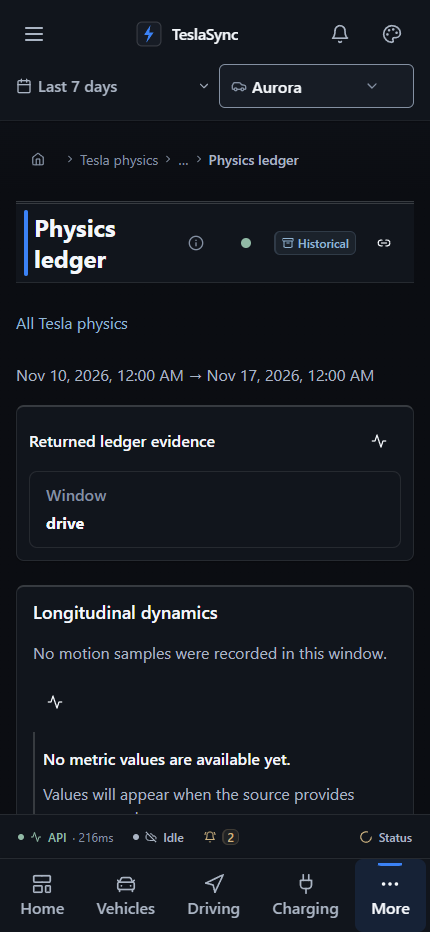 TeslaSync
Last 7 days
Aurora
Tesla physics
...
Physics ledger
Physics
ledger
Historical
All Tesla physics
Nov 10, 2026, 12:00 AM → Nov 17, 2026, 12:00 AM
Returned ledger evidence
Window
drive
Longitudinal dynamics
No motion samples were recorded in this window.
No metric values are available yet.
Values will appear when the source provides
API · 216ms
Idle
2
Status
Home
Vehicles
Driving
Charging
More